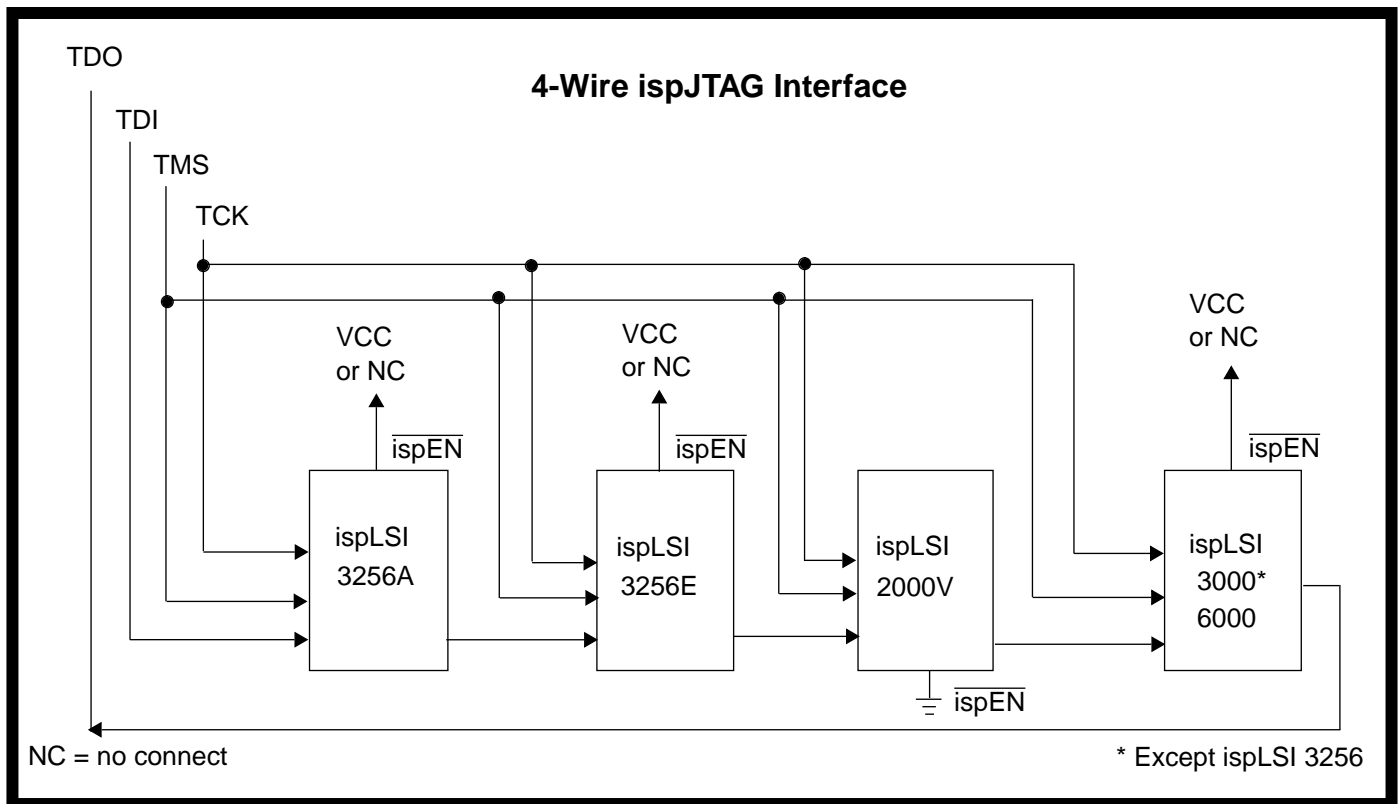 TDO
4-Wire ispJTAG Interface
TDI
TMS
TCK
VCC
or NC
VCC
or NC
VCC
or NC
ispEN
ispEN
ispEN
ispLSI
3256A
ispLSI
3256E
ispLSI
2000V
ispLSI
3000*
6000
ispEN
NC = no connect
* Except ispLSI 3256